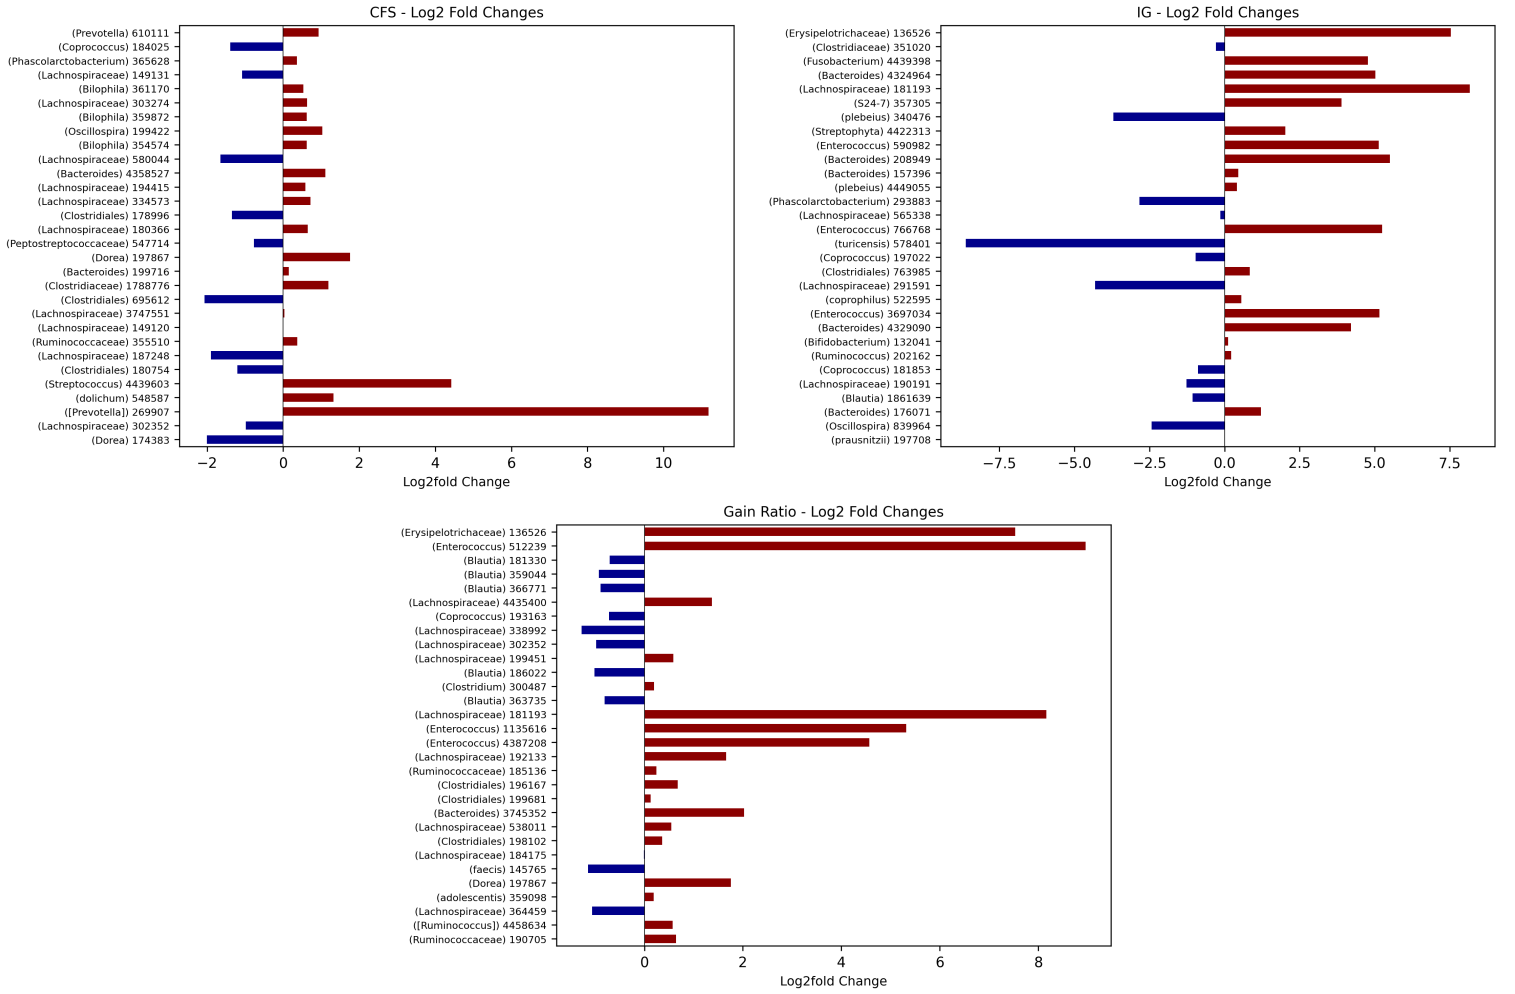 CFS - Log2 Fold Changes
(Prevotella) 610111
(Coprococcus) 184025
(Phascolarctobacterium) 365628
(Lachnospiraceae) 149131
(Bilophila) 361170
(Lachnospiraceae) 303274
(Bilophila) 359872
(Oscillospira) 199422
(Bilophila) 354574
(Lachnospiraceae) 580044
(Bacteroides) 4358527
(Lachnospiraceae) 194415
(Lachnospiraceae) 334573
(Clostridiales) 178996
(Lachnospiraceae) 180366
(Peptostreptococcaceae) 547714
(Dorea) 197867
(Bacteroides) 199716
(Clostridiaceae) 1788776
(Clostridiales) 695612
(Lachnospiraceae) 3747551
(Lachnospiraceae) 149120
(Ruminococcaceae) 355510
(Lachnospiraceae) 187248
(Clostridiales) 180754
(Streptococcus) 4439603
(dolichum) 548587
([Prevotella]) 269907
(Lachnospiraceae) 302352
(Dorea) 174383
−2 0 2 4 6 8 10
Log2fold Change
IG - Log2 Fold Changes
(Erysipelotrichaceae) 136526
(Clostridiaceae) 351020
(Fusobacterium) 4439398
(Bacteroides) 4324964
(Lachnospiraceae) 181193
(S24-7) 357305
(plebeius) 340476
(Streptophyta) 4422313
(Enterococcus) 590982
(Bacteroides) 208949
(Bacteroides) 157396
(plebeius) 4449055
(Phascolarctobacterium) 293883
(Lachnospiraceae) 565338
(Enterococcus) 766768
(turicensis) 578401
(Coprococcus) 197022
(Clostridiales) 763985
(Lachnospiraceae) 291591
(coprophilus) 522595
(Enterococcus) 3697034
(Bacteroides) 4329090
(Bifidobacterium) 132041
(Ruminococcus) 202162
(Coprococcus) 181853
(Lachnospiraceae) 190191
(Blautia) 1861639
(Bacteroides) 176071
(Oscillospira) 839964
(prausnitzii) 197708
−7.5 −5.0 −2.5 0.0 2.5 5.0 7.5
Log2fold Change
Gain Ratio - Log2 Fold Changes
(Erysipelotrichaceae) 136526
(Enterococcus) 512239
(Blautia) 181330
(Blautia) 359044
(Blautia) 366771
(Lachnospiraceae) 4435400
(Coprococcus) 193163
(Lachnospiraceae) 338992
(Lachnospiraceae) 302352
(Lachnospiraceae) 199451
(Blautia) 186022
(Clostridium) 300487
(Blautia) 363735
(Lachnospiraceae) 181193
(Enterococcus) 1135616
(Enterococcus) 4387208
(Lachnospiraceae) 192133
(Ruminococcaceae) 185136
(Clostridiales) 196167
(Clostridiales) 199681
(Bacteroides) 3745352
(Lachnospiraceae) 538011
(Clostridiales) 198102
(Lachnospiraceae) 184175
(faecis) 145765
(Dorea) 197867
(adolescentis) 359098
(Lachnospiraceae) 364459
([Ruminococcus]) 4458634
(Ruminococcaceae) 190705
0 2 4 6 8
Log2fold Change